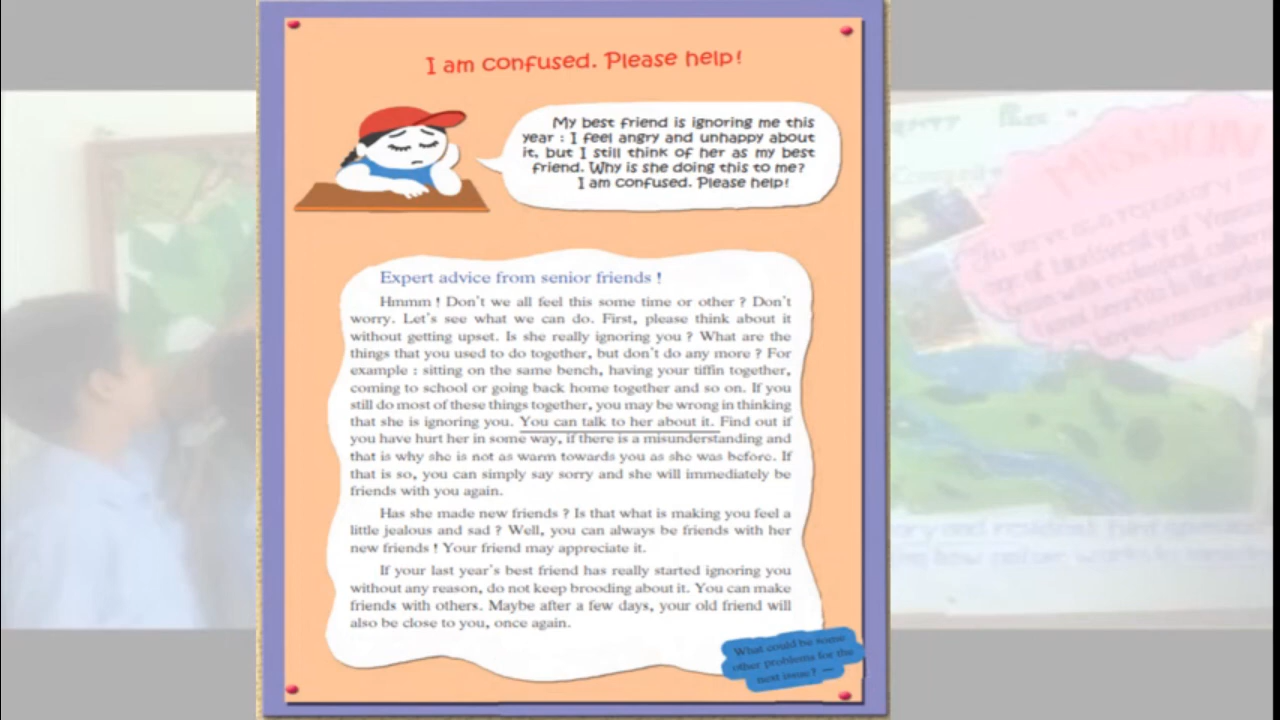 I am confused. Please help!
My best friend is ignoring me this
year : I feel angry and unhappy about
it, but I still think of her as my best
friend. Why is she doing this to me?
I am confused. Please help!
Expert advice from senior friends !
Hmmm ! Don't we all feel this some time or other ? Don't
worry. Let's see what we can do. First, please think about it
without getting upset. Is she really ignoring you ? What are the
things that you used to do together, but don't do any more ? For
example : sitting on the same bench, having your tiffin together,
coming to school or going back home together and so on. If you
still do most of these things together, you may be wrong in thinking
that she is ignoring you. You can talk to her about it. Find out if
you have hurt her in some way, if there is a misunderstanding and
that is why she is not as warm towards you as she was before. If
that is so, you can simply say sorry and she will immediately be
friends with you again.
Has she made new friends ? Is that what is making you feel a
little jealous and sad ? Well, you can always be friends with her
new friends ! Your friend may appreciate it.
If your last year's best friend has really started ignoring you
without any reason, do not keep brooding about it. You can make
friends with others. Maybe after a few days, your old friend will
also be close to you, once again.
What could be some
other problems for the
next issue? —